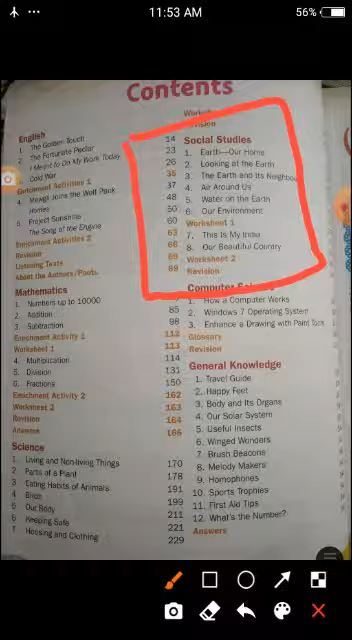 11:53 AM
56%
Contents
English
1. The Golden Touch
2. The Fortunate Pedlar
I Meant to Do My Work Today
3. Cold War
Enrichment Activities 1
4. Mowgli Joins the Wolf Pack
Homes
5. Project Sunshine
The Song of the Engine
Enrichment Activities 2
Revision
Listening Texts
About the Authors/Poets
Mathematics
1. Numbers up to 10000
2. Addition
3. Subtraction
Enrichment Activity 1
Worksheet 1
4. Multiplication
5. Division
6. Fractions
Enrichment Activity 2
Worksheet 2
Revision
Answers
Science
1. Living and Non-living Things
2. Parts of a Plant
3. Eating Habits of Animals
4. Birds
5. Our Body
6. Keeping Safe
7. Housing and Clothing
14
23
26
35
37
48
50
60
63
68
69
69
85
98
112
113
114
131
150
162
163
164
166
170
178
191
199
211
221
229
Social Studies
1. Earth—Our Home
2. Looking at the Earth
3. The Earth and its
4. Air Around Us
5. Water on the Earth
6. Our Environment
Worksheet 1
7. This Is My India
8. Our Beautiful Country
Worksheet 2
Revision
Computer
1. How a Computer Works
2. Windows 7 Operating System
3. Enhance a Drawing with Paint
Glossary
Revision
General Knowledge
1. Travel Guide
2. Happy Feet
3. Body and Its Organs
4. Our Solar System
5. Useful Insects
6. Winged Wonders
7. Brush Beacons
8. Melody Makers
9. Homophones
10. Sports Trophies
11. First Aid Tips
12. What's the Number?
Answers